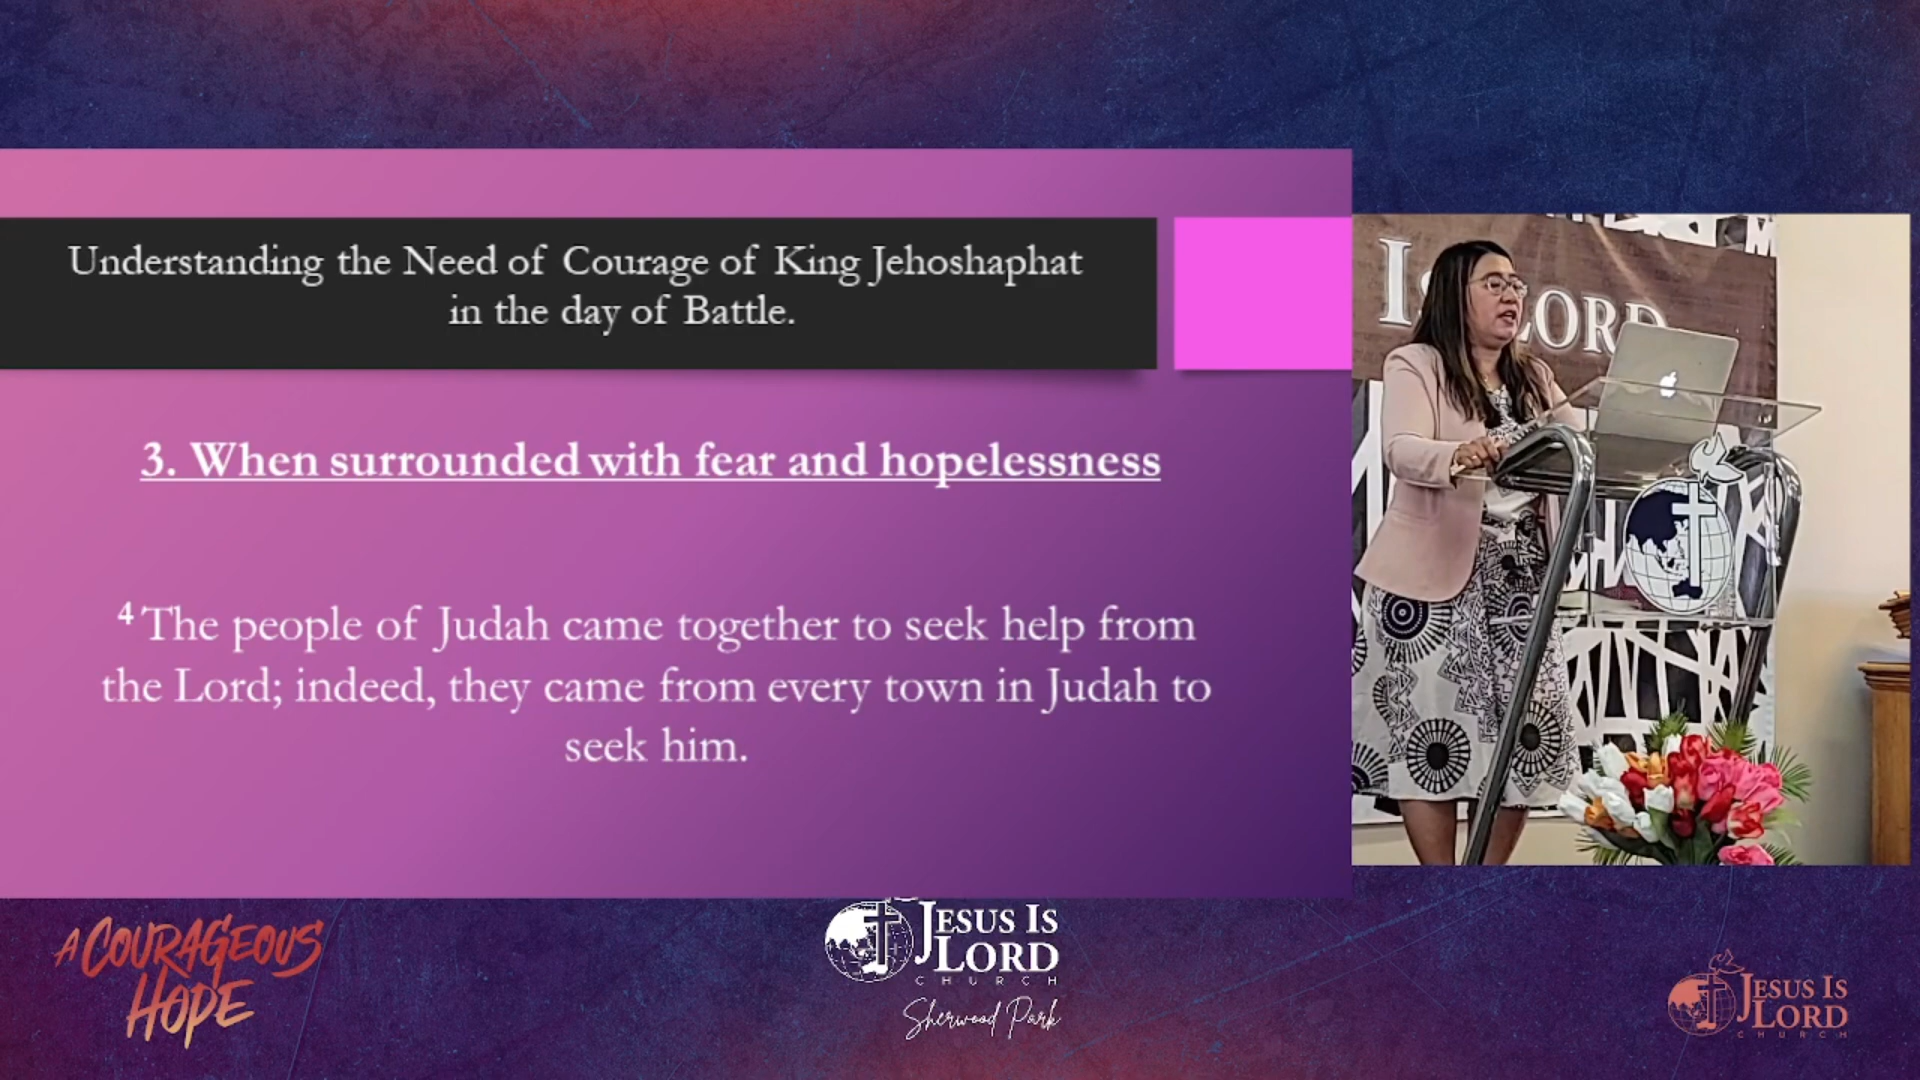 Understanding the Need of Courage of King Jehoshaphat
in the day of Battle.
3. When surrounded with fear and hopelessness
4 The people of Judah came together to seek help from
the Lord; indeed, they came from every town in Judah to
seek him.
IS LORD
A COURAGEOUS
HOPE
JESUS IS
LORD
CHURCH
Sherwood Park
JESUS IS
LORD
CHURCH